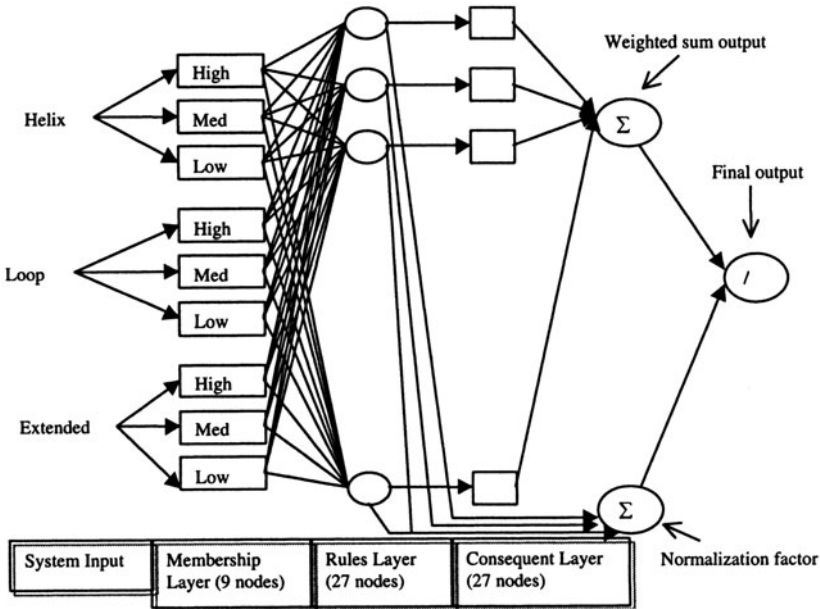 Weighted sum output
High
Helix
Med
Σ
Low
Final output
High
Loop
Med
/
Low
High
Extended
Med
Low
Σ
System Input
Membership
Layer (9 nodes)
Rules Layer
(27 nodes)
Consequent Layer
(27 nodes)
Normalization factor